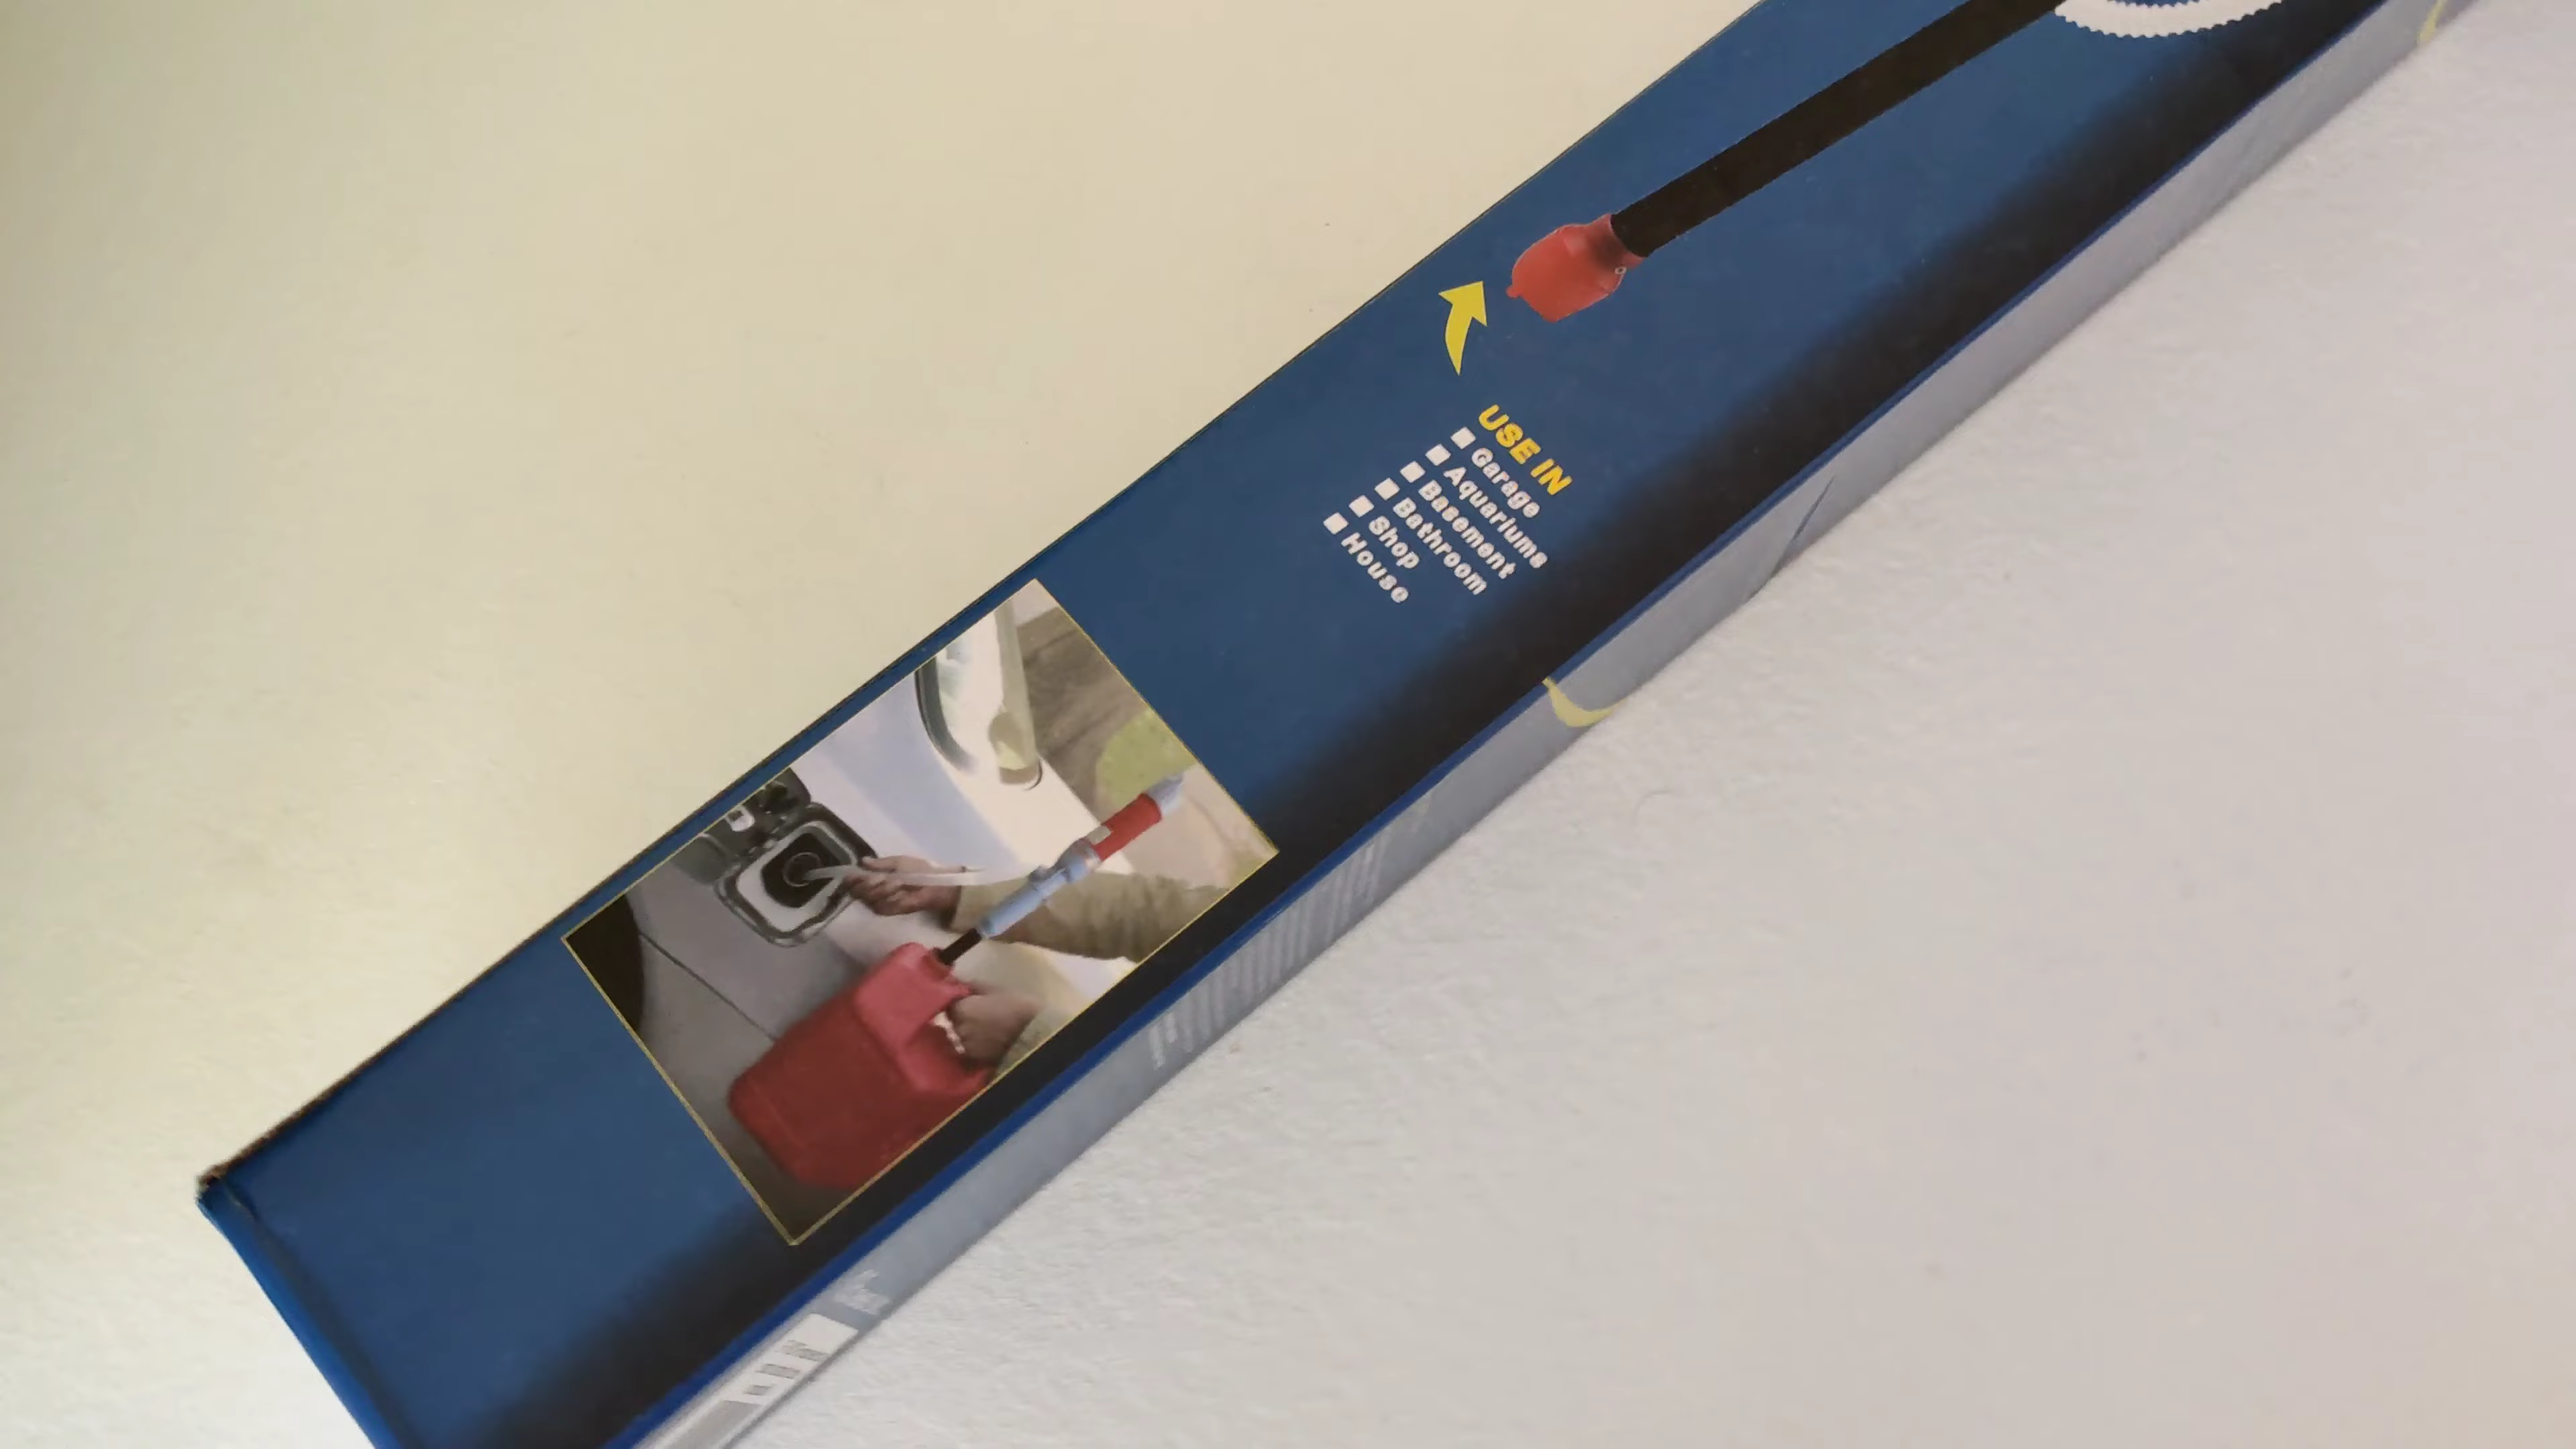 USE IN
Garage
Aquariums
Basement
Bathroom
Shop
House